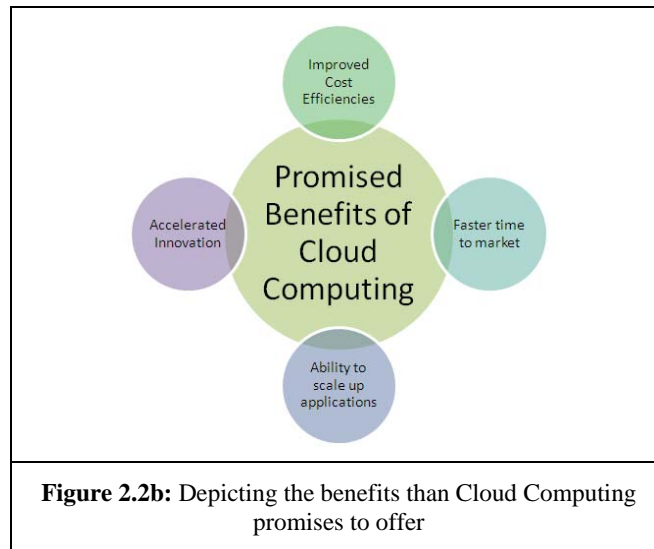 Improved
Cost
Efficiencies
Promised
Benefits of
Cloud
Computing
Accelerated
Innovation
Faster time
to market
Ability to
scale up
applications
Figure 2.2b: Depicting the benefits than Cloud Computing
promises to offer